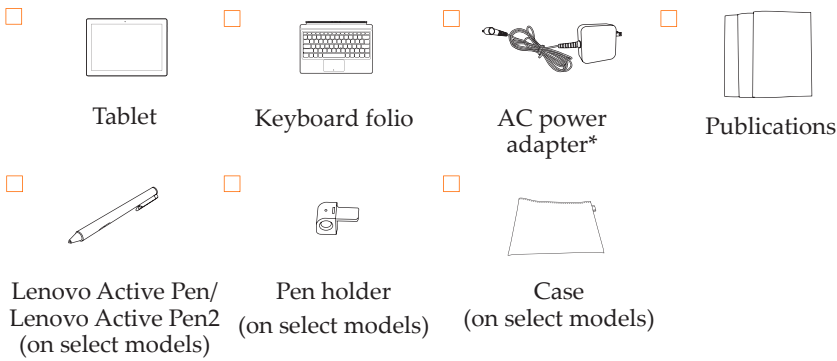 Tablet
Keyboard folio
AC power
adapter*
Publications
Lenovo Active Pen/
Lenovo Active Pen2
(on select models)
Pen holder
(on select models)
Case
(on select models)